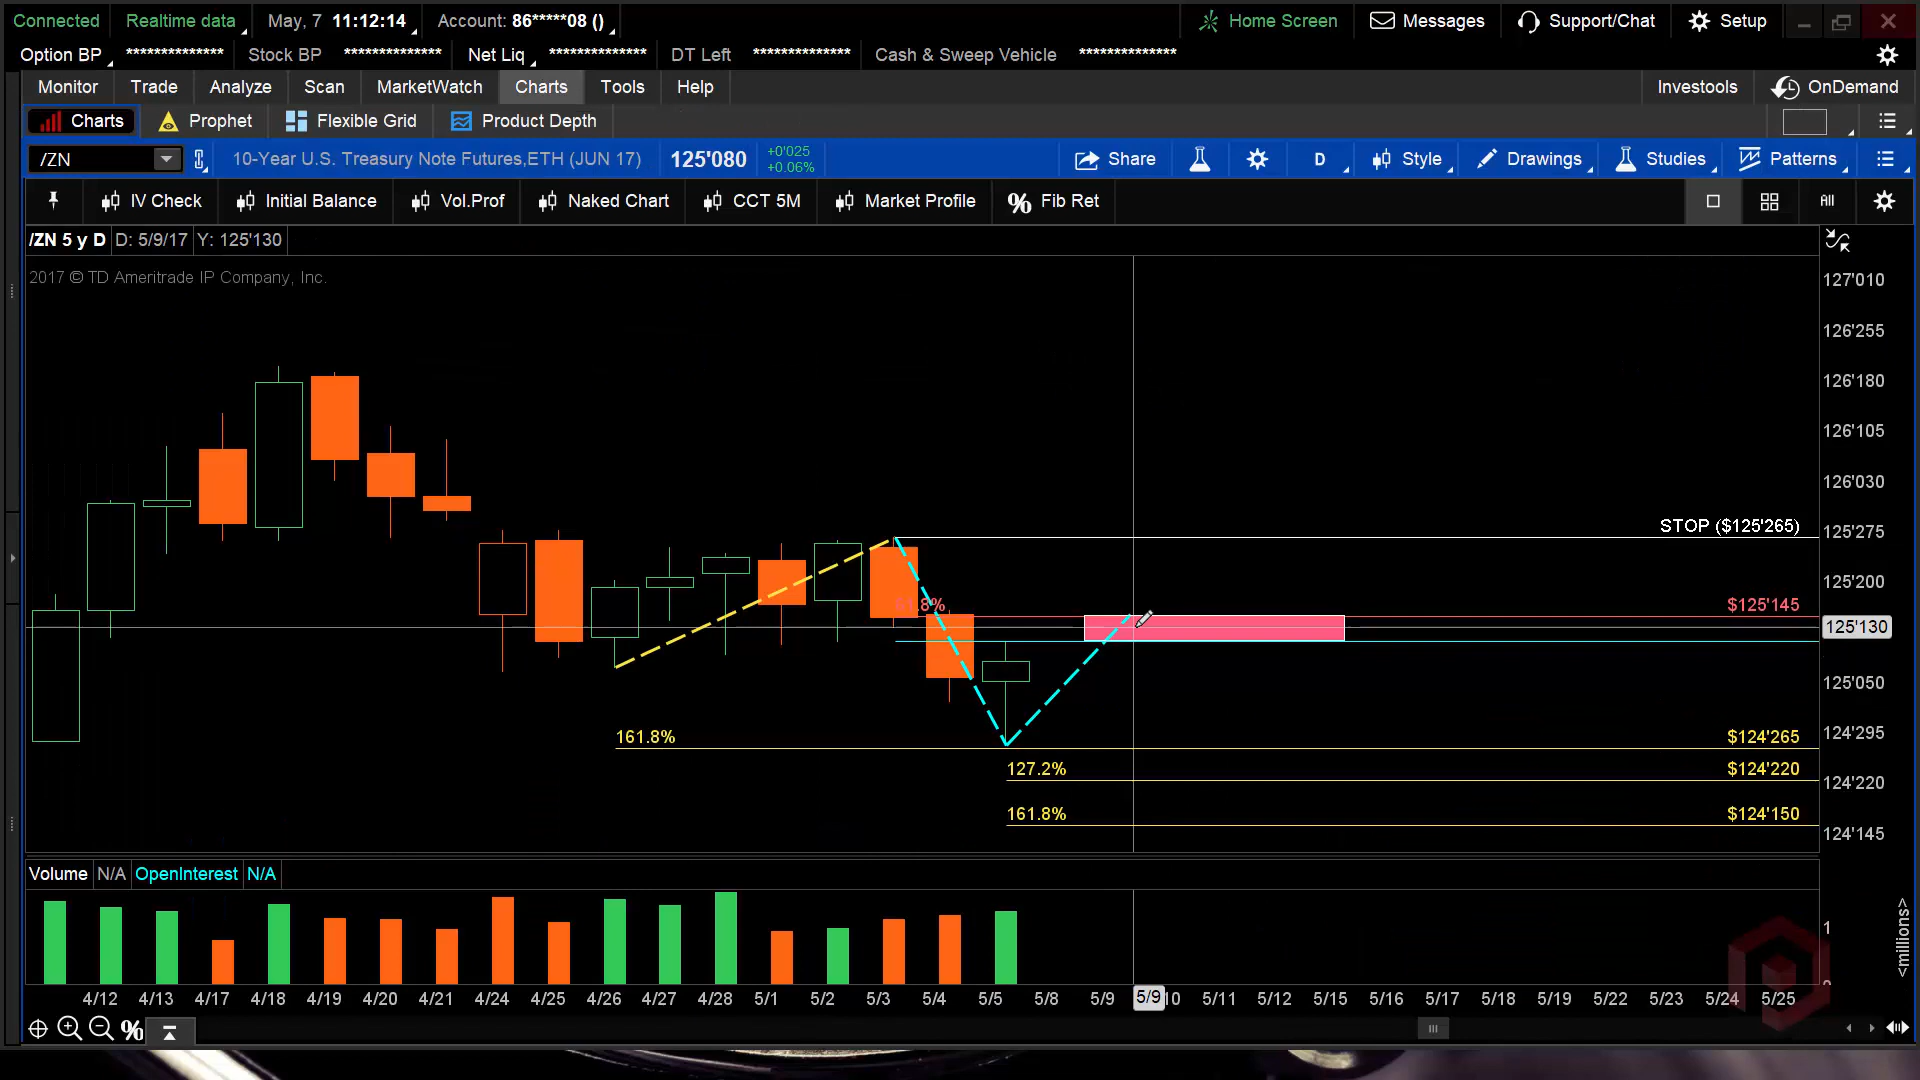 Connected Realtime data May, 7 11:12:14 Account: 86*****08 () Home Screen Messages Support/Chat Setup
Option BP ************** Stock BP ************** Net Liq ************** DT Left ************** Cash & Sweep Vehicle **************
Monitor Trade Analyze Scan MarketWatch Charts Tools Help Investools OnDemand
Charts Prophet Flexible Grid Product Depth
/ZN 10-Year U.S. Treasury Note Futures,ETH (JUN 17) 125'080 +0'025 +0.06% Share D Style Drawings Studies Patterns
IV Check Initial Balance Vol.Prof Naked Chart CCT 5M Market Profile % Fib Ret All
/ZN 5 y D D: 5/9/17 Y: 125'130
2017 © TD Ameritrade IP Company, Inc.
127'010
126'255
126'180
126'105
126'030
STOP ($125'265) 125'275
125'200
61.8% $125'145
125'130
125'050
161.8% $124'265 124'295
127.2% $124'220 124'220
161.8% $124'150 124'145
Volume N/A OpenInterest N/A
1
<millions>
4/12 4/13 4/17 4/18 4/19 4/20 4/21 4/24 4/25 4/26 4/27 4/28 5/1 5/2 5/3 5/4 5/5 5/8 5/9 5/9 10 5/11 5/12 5/15 5/16 5/17 5/18 5/19 5/22 5/23 5/24 5/25
%